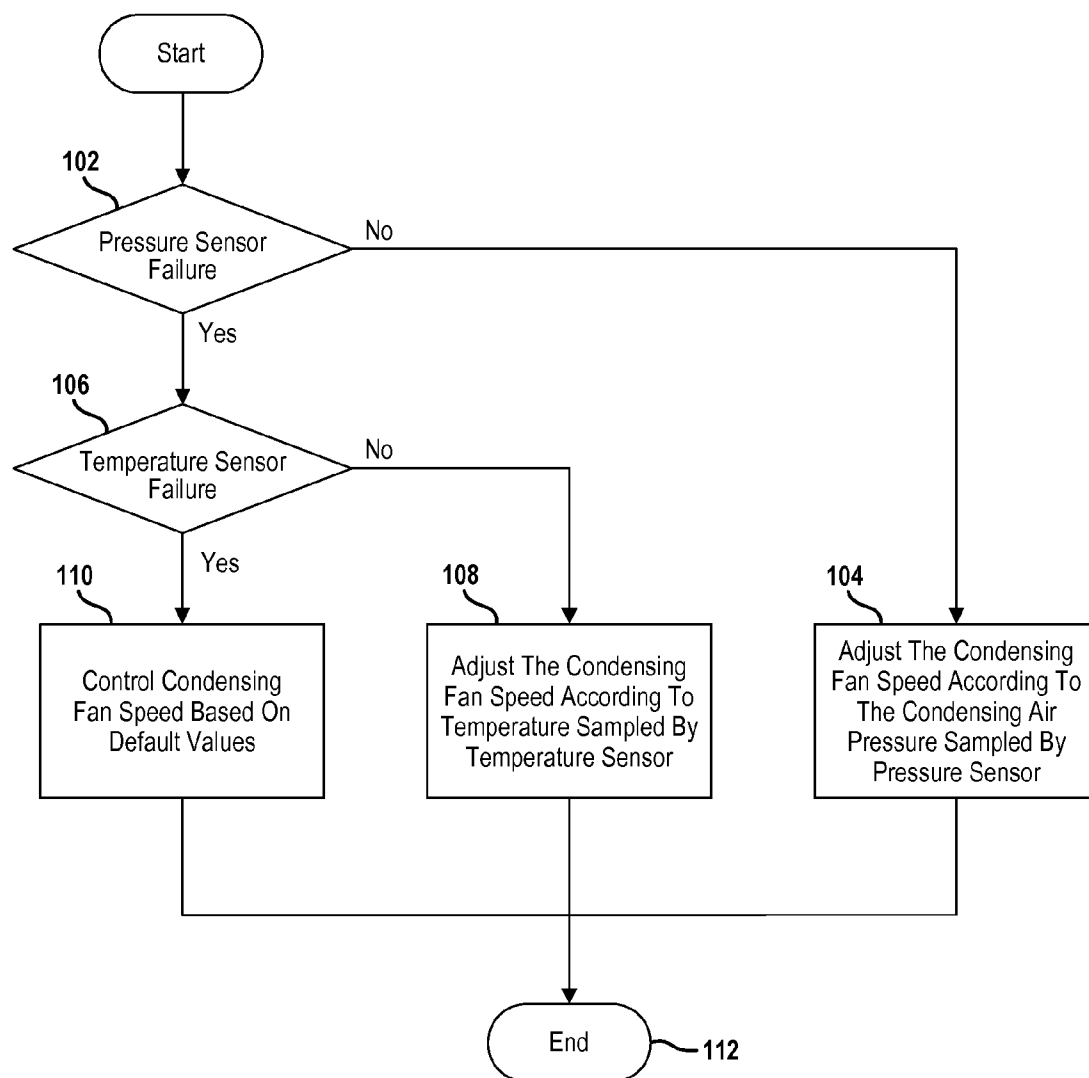 Start
102
Pressure Sensor
Failure
No
Yes
106
Temperature Sensor
Failure
No
Yes
110
Control Condensing
Fan Speed Based On
Default Values
108
Adjust The Condensing
Fan Speed According To
Temperature Sampled By
Temperature Sensor
104
Adjust The Condensing
Fan Speed According To
The Condensing Air
Pressure Sampled By
Pressure Sensor
End
112